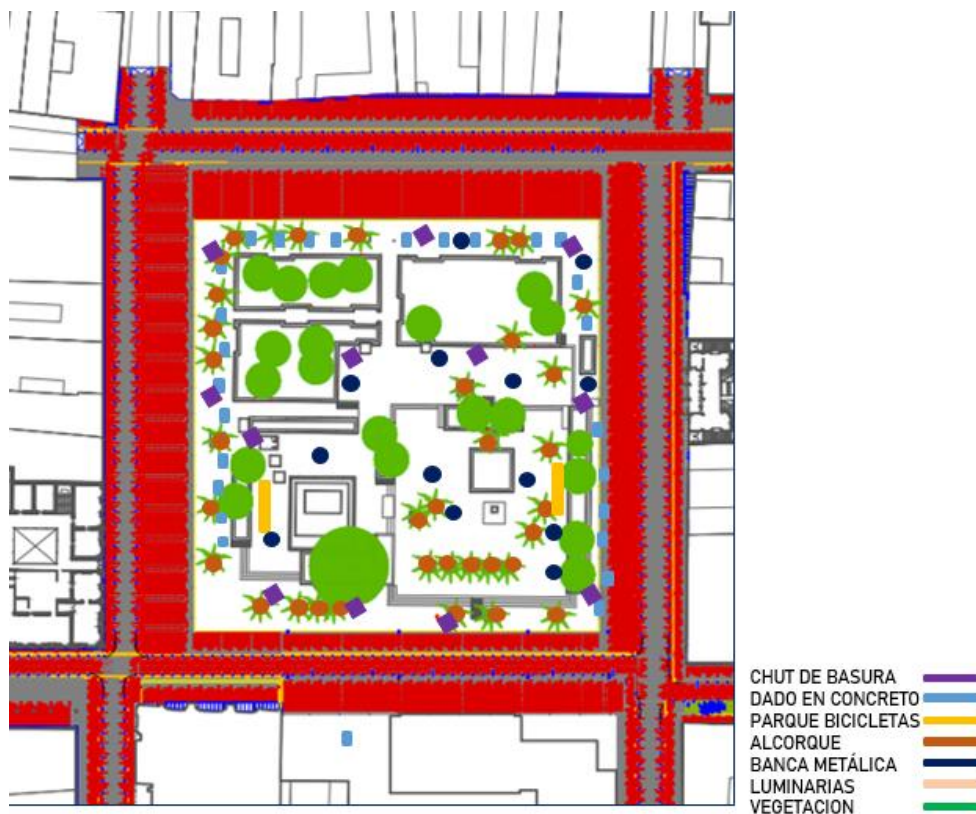 CHUT DE BASURA
DADO EN CONCRETO
PARQUE BICICLETAS
ALCORQUE
BANCA METÁLICA
LUMINARIAS
VEGETACION